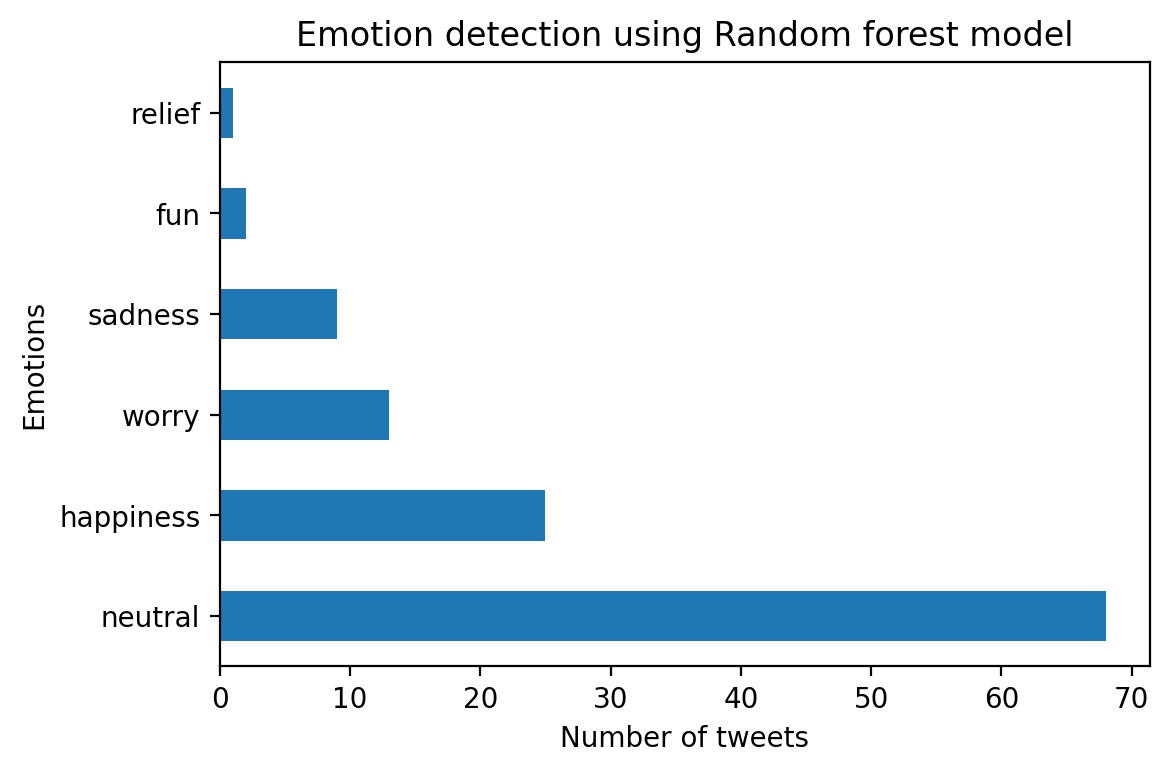 Emotion detection using Random forest model
relief
fun
sadness
worry
happiness
neutral
Emotions
0 10 20 30 40 50 60 70
Number of tweets